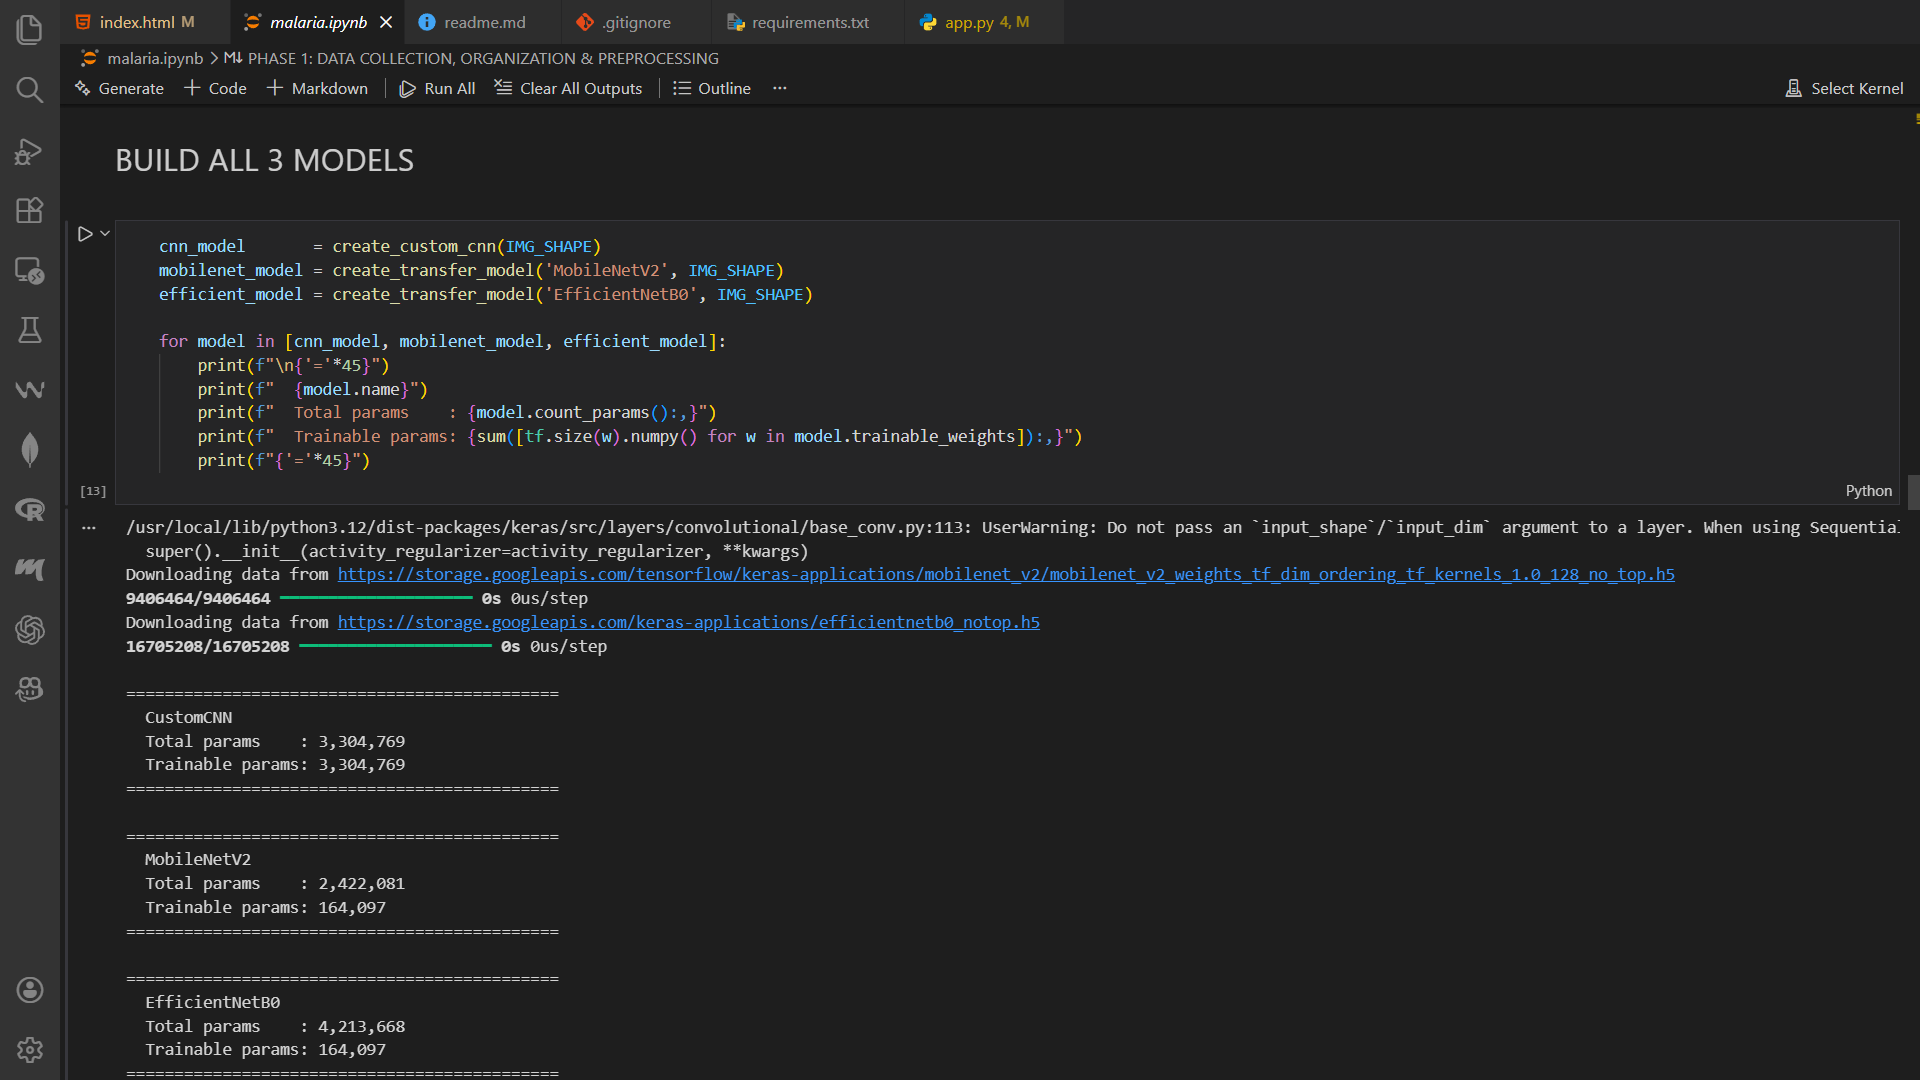 index.html M
malaria.ipynb
readme.md
.gitignore
requirements.txt
app.py 4, M
malaria.ipynb > M↓ PHASE 1: DATA COLLECTION, ORGANIZATION & PREPROCESSING
Generate + Code + Markdown Run All Clear All Outputs Outline ··· Select Kernel
BUILD ALL 3 MODELS
cnn_model       = create_custom_cnn(IMG_SHAPE)
mobilenet_model = create_transfer_model('MobileNetV2', IMG_SHAPE)
efficient_model = create_transfer_model('EfficientNetB0', IMG_SHAPE)
for model in [cnn_model, mobilenet_model, efficient_model]:
    print(f"\n{'='*45}")
    print(f"  {model.name}")
    print(f"  Total params    : {model.count_params():,}")
    print(f"  Trainable params: {sum([tf.size(w).numpy() for w in model.trainable_weights]):,}")
    print(f"{'='*45}")
[13]
Python
/usr/local/lib/python3.12/dist-packages/keras/src/layers/convolutional/base_conv.py:113: UserWarning: Do not pass an `input_shape`/`input_dim` argument to a layer. When using Sequential
  super().__init__(activity_regularizer=activity_regularizer, **kwargs)
Downloading data from https://storage.googleapis.com/tensorflow/keras-applications/mobilenet_v2/mobilenet_v2_weights_tf_dim_ordering_tf_kernels_1.0_128_no_top.h5
9406464/9406464 ━━━━━━━━━━━━━━━━━━━━ 0s 0us/step
Downloading data from https://storage.googleapis.com/keras-applications/efficientnetb0_notop.h5
16705208/16705208 ━━━━━━━━━━━━━━━━━━━━ 0s 0us/step
=============================================
  CustomCNN
  Total params    : 3,304,769
  Trainable params: 3,304,769
=============================================
=============================================
  MobileNetV2
  Total params    : 2,422,081
  Trainable params: 164,097
=============================================
=============================================
  EfficientNetB0
  Total params    : 4,213,668
  Trainable params: 164,097
=============================================